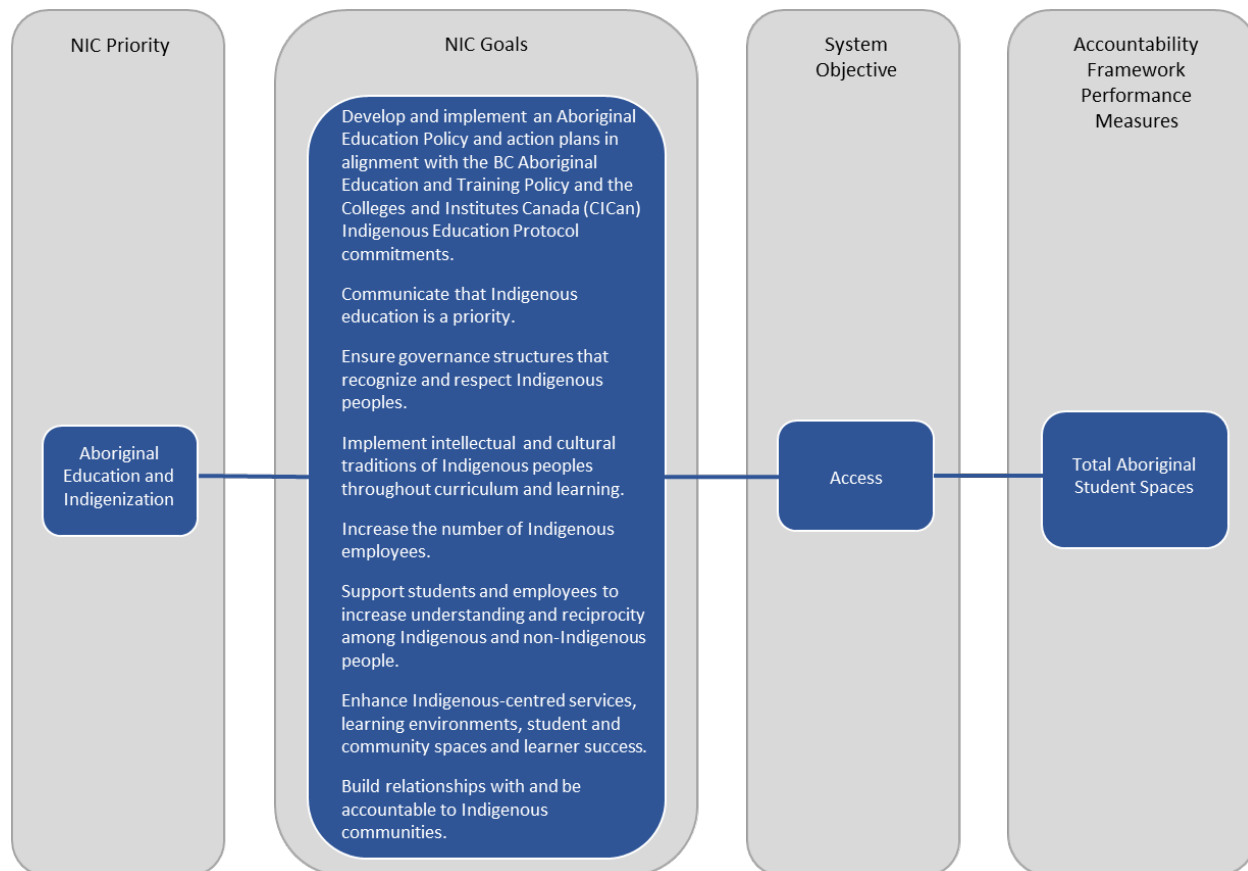 NIC Priority
NIC Goals
System
Objective
Accountability
Framework
Performance
Measures
Aboriginal
Education and
Indigenization
Develop and implement an Aboriginal
Education Policy and action plans in
alignment with the BC Aboriginal
Education and Training Policy and the
Colleges and Institutes Canada (CICan)
Indigenous Education Protocol
commitments.
Communicate that Indigenous
education is a priority.
Ensure governance structures that
recognize and respect Indigenous
peoples.
Implement intellectual and cultural
traditions of Indigenous peoples
throughout curriculum and learning.
Increase the number of Indigenous
employees.
Support students and employees to
increase understanding and reciprocity
among Indigenous and non-Indigenous
people.
Enhance Indigenous-centred services,
learning environments, student and
community spaces and learner success.
Build relationships with and be
accountable to Indigenous
communities.
Access
Total Aboriginal
Student Spaces